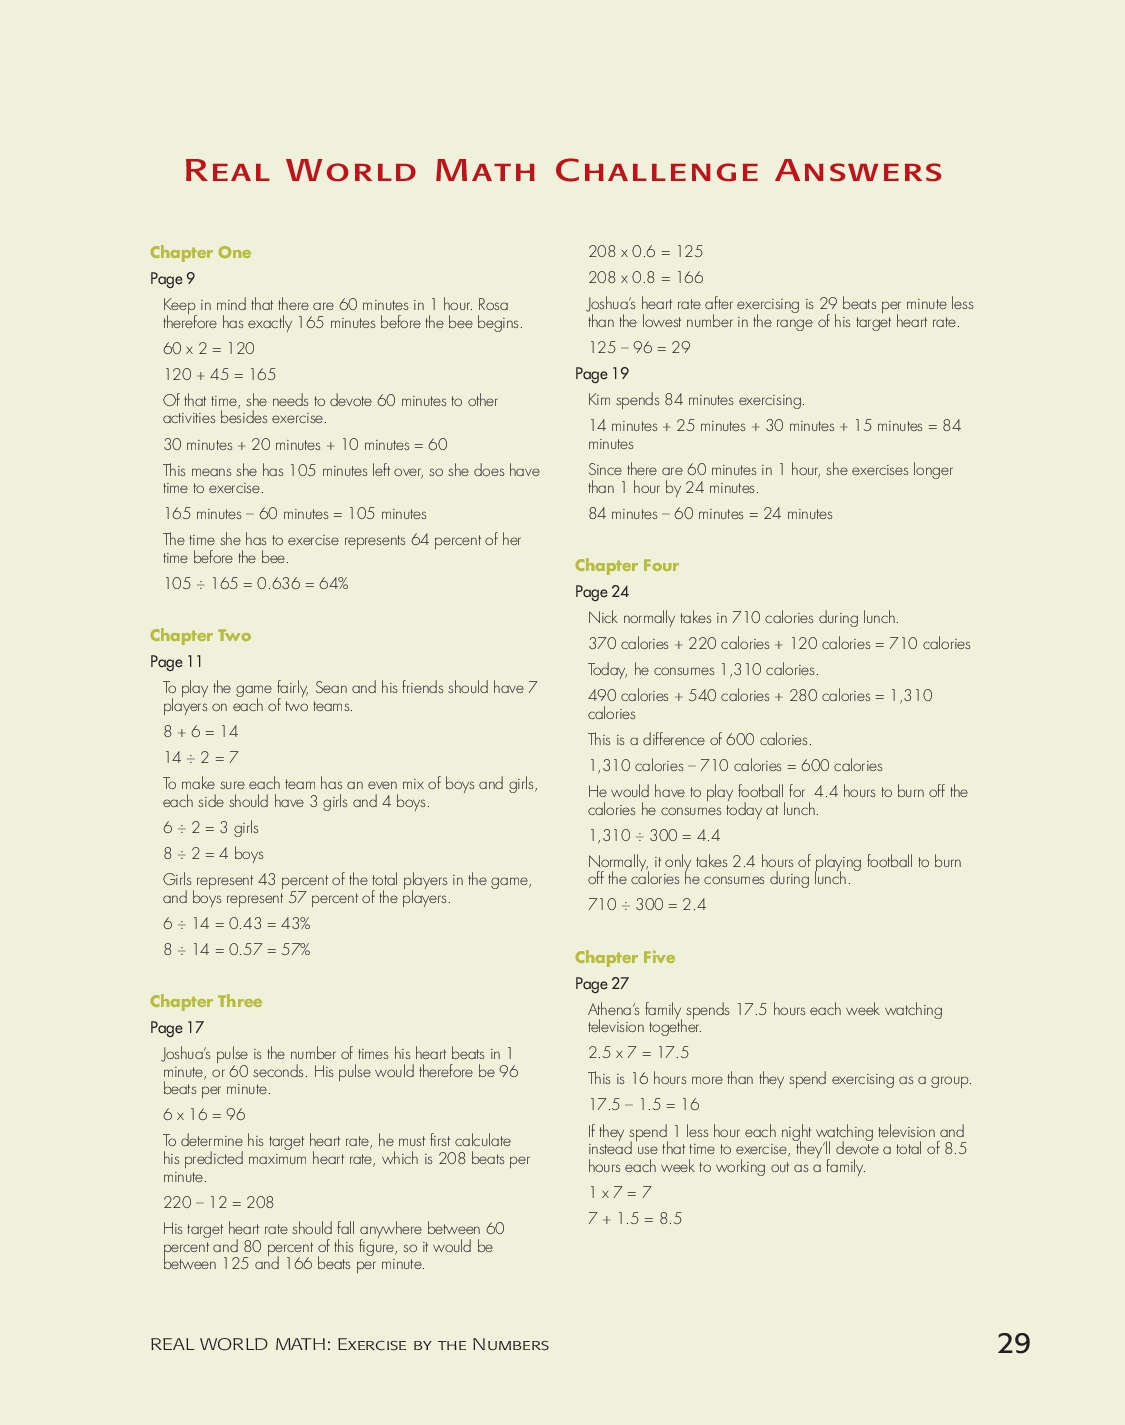 Real World Math Challenge Answers
Chapter One
Page 9
Keep in mind that there are 60 minutes in 1 hour. Rosa
therefore has exactly 165 minutes before the bee begins.
60 x 2 = 120
120 + 45 = 165
Of that time, she needs to devote 60 minutes to other
activities besides exercise.
30 minutes + 20 minutes + 10 minutes = 60
This means she has 105 minutes left over, so she does have
time to exercise.
165 minutes – 60 minutes = 105 minutes
The time she has to exercise represents 64 percent of her
time before the bee.
105 ÷ 165 = 0.636 = 64%
Chapter Two
Page 11
To play the game fairly, Sean and his friends should have 7
players on each of two teams.
8 + 6 = 14
14 ÷ 2 = 7
To make sure each team has an even mix of boys and girls,
each side should have 3 girls and 4 boys.
6 ÷ 2 = 3 girls
8 ÷ 2 = 4 boys
Girls represent 43 percent of the total players in the game,
and boys represent 57 percent of the players.
6 ÷ 14 = 0.43 = 43%
8 ÷ 14 = 0.57 = 57%
Chapter Three
Page 17
Joshua’s pulse is the number of times his heart beats in 1
minute, or 60 seconds. His pulse would therefore be 96
beats per minute.
6 x 16 = 96
To determine his target heart rate, he must first calculate
his predicted maximum heart rate, which is 208 beats per
minute.
220 – 12 = 208
His target heart rate should fall anywhere between 60
percent and 80 percent of this figure, so it would be
between 125 and 166 beats per minute.
208 x 0.6 = 125
208 x 0.8 = 166
Joshua’s heart rate after exercising is 29 beats per minute less
than the lowest number in the range of his target heart rate.
125 – 96 = 29
Page 19
Kim spends 84 minutes exercising.
14 minutes + 25 minutes + 30 minutes + 15 minutes = 84
minutes
Since there are 60 minutes in 1 hour, she exercises longer
than 1 hour by 24 minutes.
84 minutes – 60 minutes = 24 minutes
Chapter Four
Page 24
Nick normally takes in 710 calories during lunch.
370 calories + 220 calories + 120 calories = 710 calories
Today, he consumes 1,310 calories.
490 calories + 540 calories + 280 calories = 1,310
calories
This is a difference of 600 calories.
1,310 calories – 710 calories = 600 calories
He would have to play football for 4.4 hours to burn off the
calories he consumes today at lunch.
1,310 ÷ 300 = 4.4
Normally, it only takes 2.4 hours of playing football to burn
off the calories he consumes during lunch.
710 ÷ 300 = 2.4
Chapter Five
Page 27
Athena’s family spends 17.5 hours each week watching
television together.
2.5 x 7 = 17.5
This is 16 hours more than they spend exercising as a group.
17.5 – 1.5 = 16
If they spend 1 less hour each night watching television and
instead use that time to exercise, they’ll devote a total of 8.5
hours each week to working out as a family.
1 x 7 = 7
7 + 1.5 = 8.5
REAL WORLD MATH: Exercise by the Numbers
29